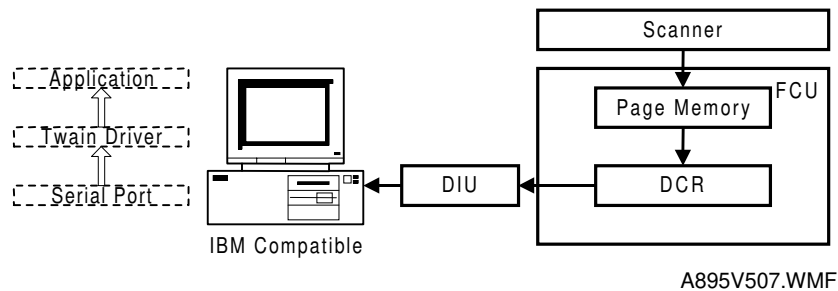 Scanner
Application
FCU
Page Memory
Twain Driver
DIU
DCR
Serial Port
IBM Compatible
A895V507.WMF